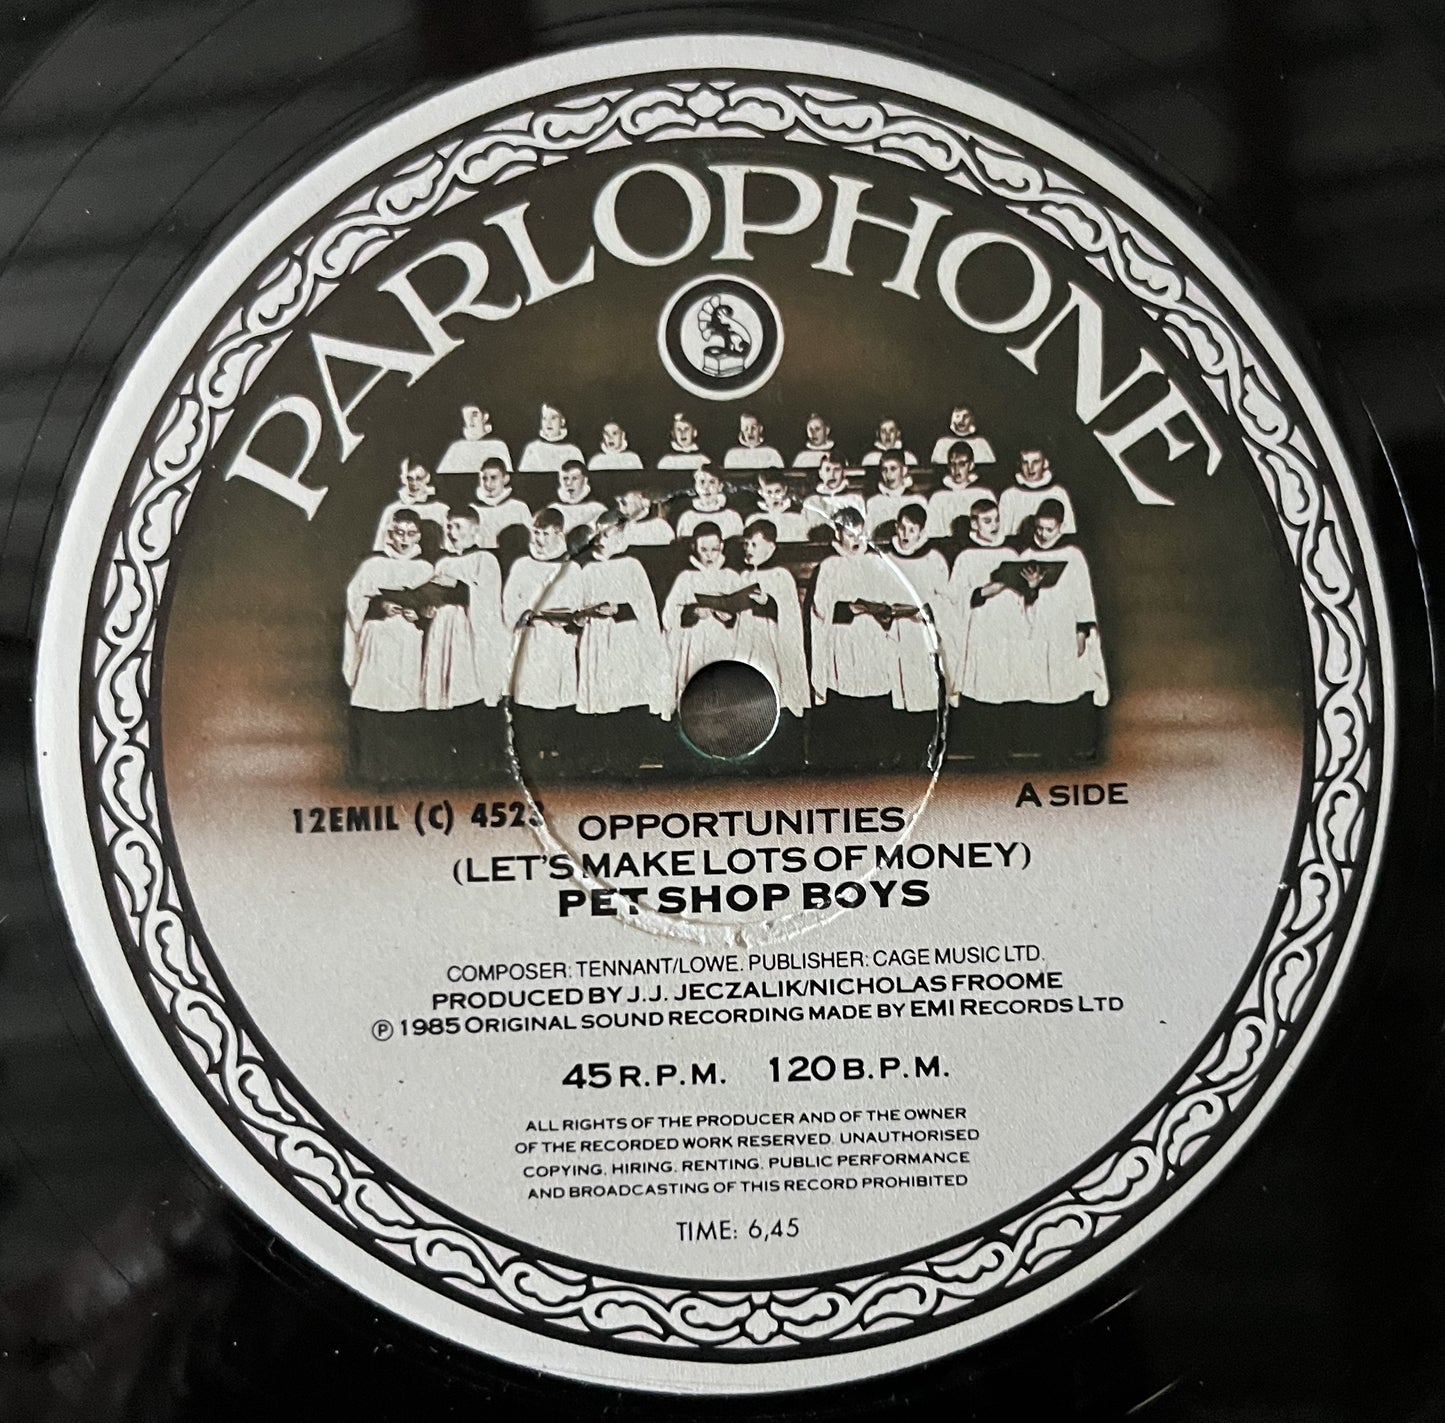 PARLOPHONE
A SIDE
12EMIL (C) 4523
OPPORTUNITIES
(LET'S MAKE LOTS OF MONEY)
PET SHOP BOYS
COMPOSER: TENNANT/LOWE. PUBLISHER: CAGE MUSIC LTD.
PRODUCED BY J.J. JECZALIK/NICHOLAS FROOME
℗ 1985 ORIGINAL SOUND RECORDING MADE BY EMI RECORDS LTD
45 R.P.M. 120 B.P.M.
ALL RIGHTS OF THE PRODUCER AND OF THE OWNER
OF THE RECORDED WORK RESERVED. UNAUTHORISED
COPYING, HIRING, RENTING, PUBLIC PERFORMANCE
AND BROADCASTING OF THIS RECORD PROHIBITED
TIME: 6,45